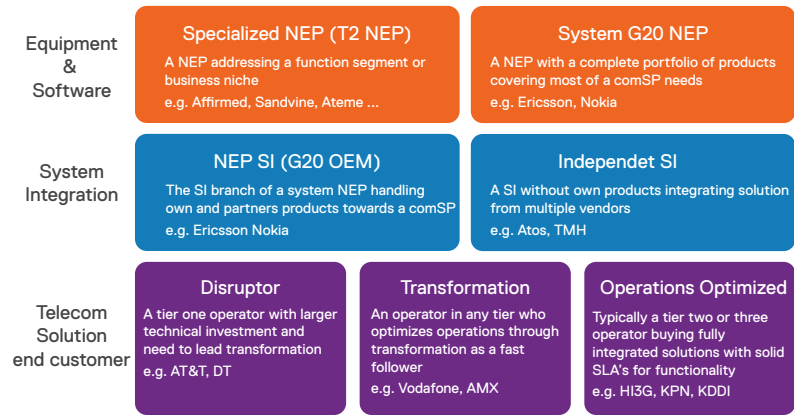 Equipment
&
Software
Specialized NEP (T2 NEP)
A NEP addressing a function segment or
business niche
e.g. Affirmed, Sandvine, Ateme ...
System G20 NEP
A NEP with a complete portfolio of products
covering most of a comSP needs
e.g. Ericsson, Nokia
System
Integration
NEP SI (G20 OEM)
The SI branch of a system NEP handling
own and partners products towards a comSP
e.g. Ericsson Nokia
Independet SI
A SI without own products integrating solution
from multiple vendors
e.g. Atos, TMH
Telecom
Solution
end customer
Disruptor
A tier one operator with larger
technical investment and
need to lead transformation
e.g. AT&T, DT
Transformation
An operator in any tier who
optimizes operations through
transformation as a fast
follower
e.g. Vodafone, AMX
Operations Optimized
Typically a tier two or three
operator buying fully
integrated solutions with solid
SLA's for functionality
e.g. HI3G, KPN, KDDI